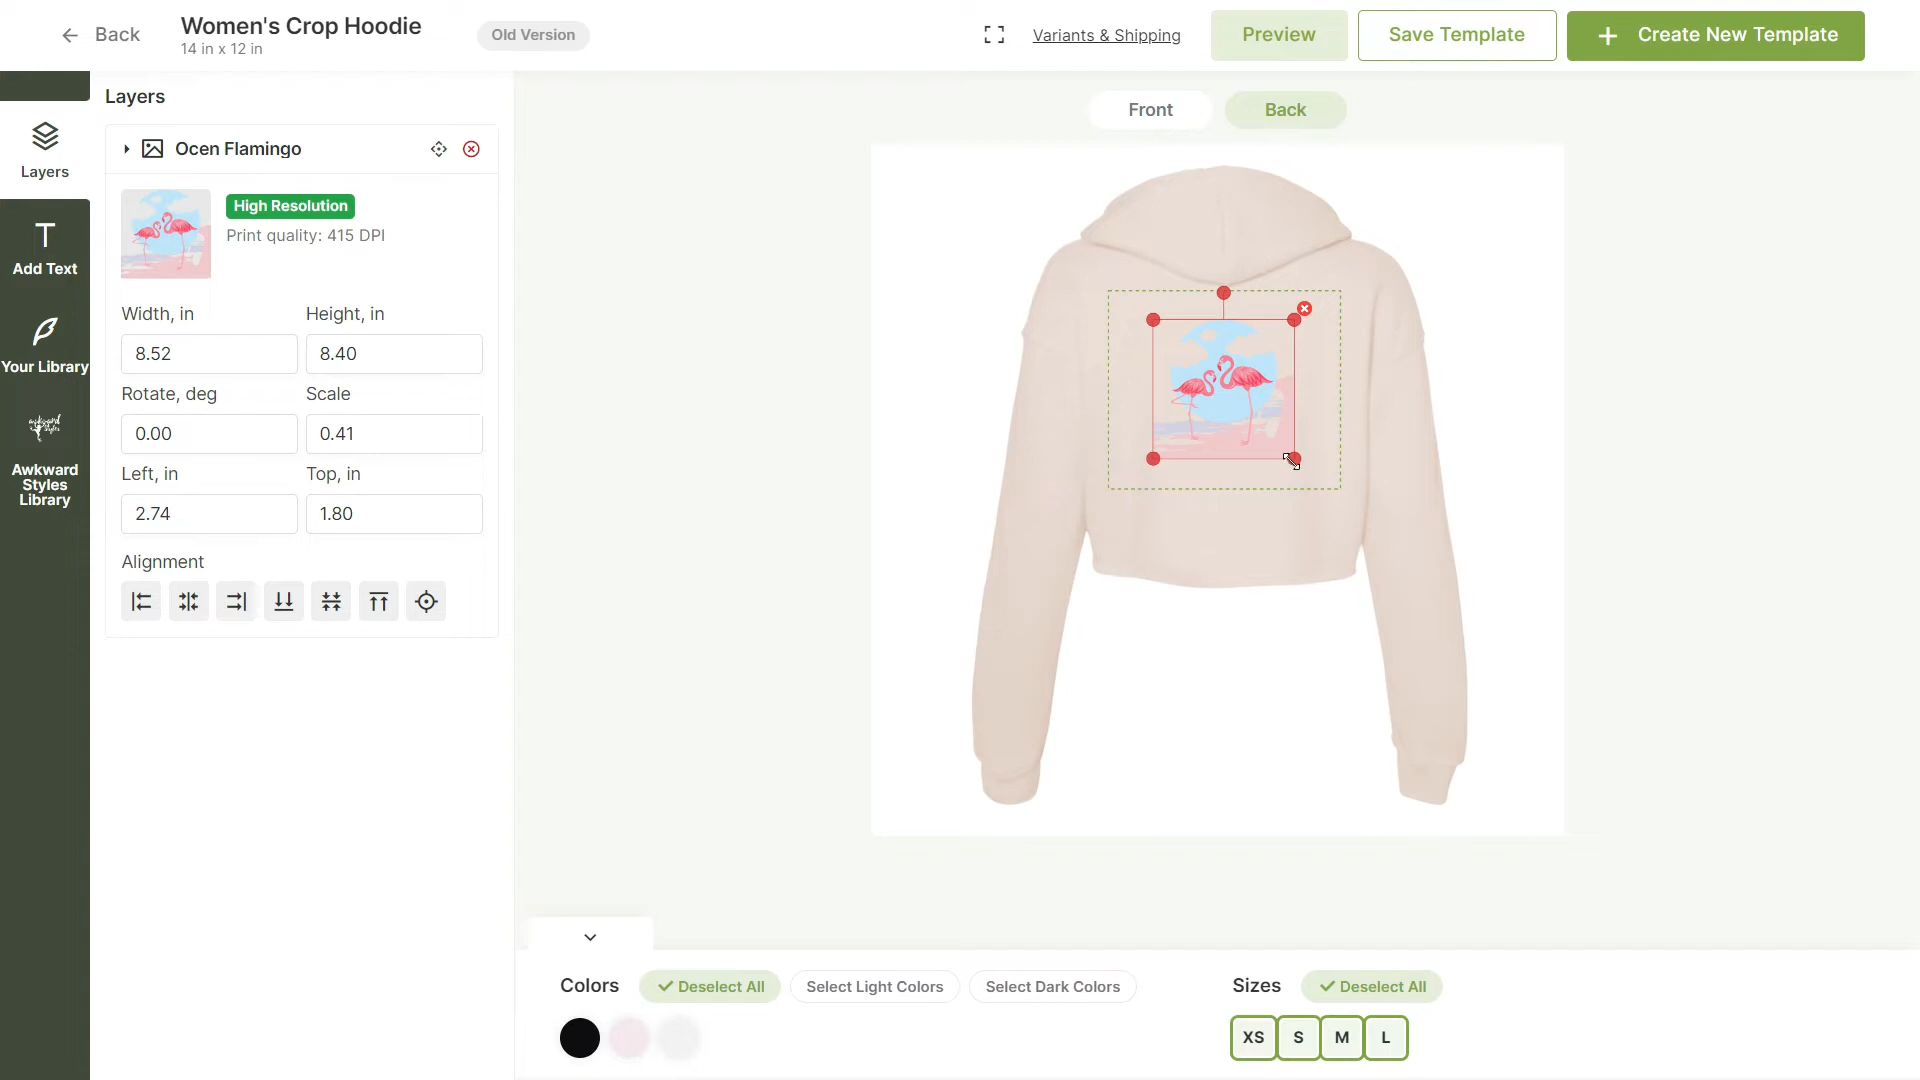 Back
Women's Crop Hoodie
14 in x 12 in
Old Version
Variants & Shipping
Preview
Save Template
Create New Template
Layers
Add Text
Your Library
Awkward
Styles
Library
Layers
Ocen Flamingo
High Resolution
Print quality: 415 DPI
Width, in
Height, in
8.52
8.40
Rotate, deg
Scale
0.00
0.41
Left, in
Top, in
2.74
1.80
Alignment
Front
Back
Colors
Deselect All
Select Light Colors
Select Dark Colors
Sizes
Deselect All
XS
S
M
L